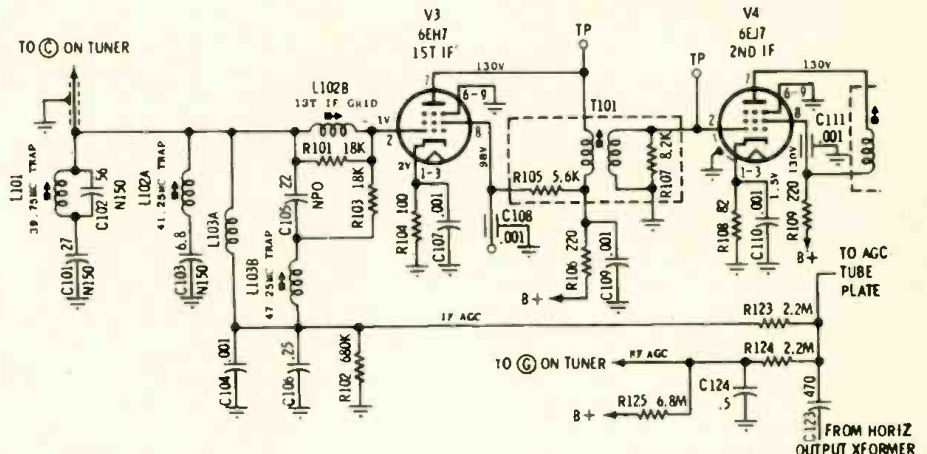 V3
6EH7
1ST IF
V4
6EJ7
2ND IF
TP
TP
TO C ON TUNER
130V
130V
L102B
13T IF GRID
T101
6-9
6-9
7
7
1V
2
8
2
8
98V
130V
C111
.001
R101 18K
18K
R103
22
C105
NPO
L101
39.75MC TRAP
C102
56
N150
L102A
41.25MC TRAP
L103A
C101
27
N150
C103
6.8
N150
L103B
47.25MC TRAP
2V
1-3
R104 100
C107
.001
C108
.001
R105 5.6K
R107
8.2K
R106 220
C109
.001
B+
1-3
1.5V
R108 82
C110
.001
R109 220
B+
TO AGC
TUBE
PLATE
IF AGC
R123 2.2M
R124 2.2M
C104
.001
C106
.25
R102 680K
TO G ON TUNER
RF AGC
B+
R125 6.8M
C124
.5
C123
470
FROM HORIZ
OUTPUT XFORMER